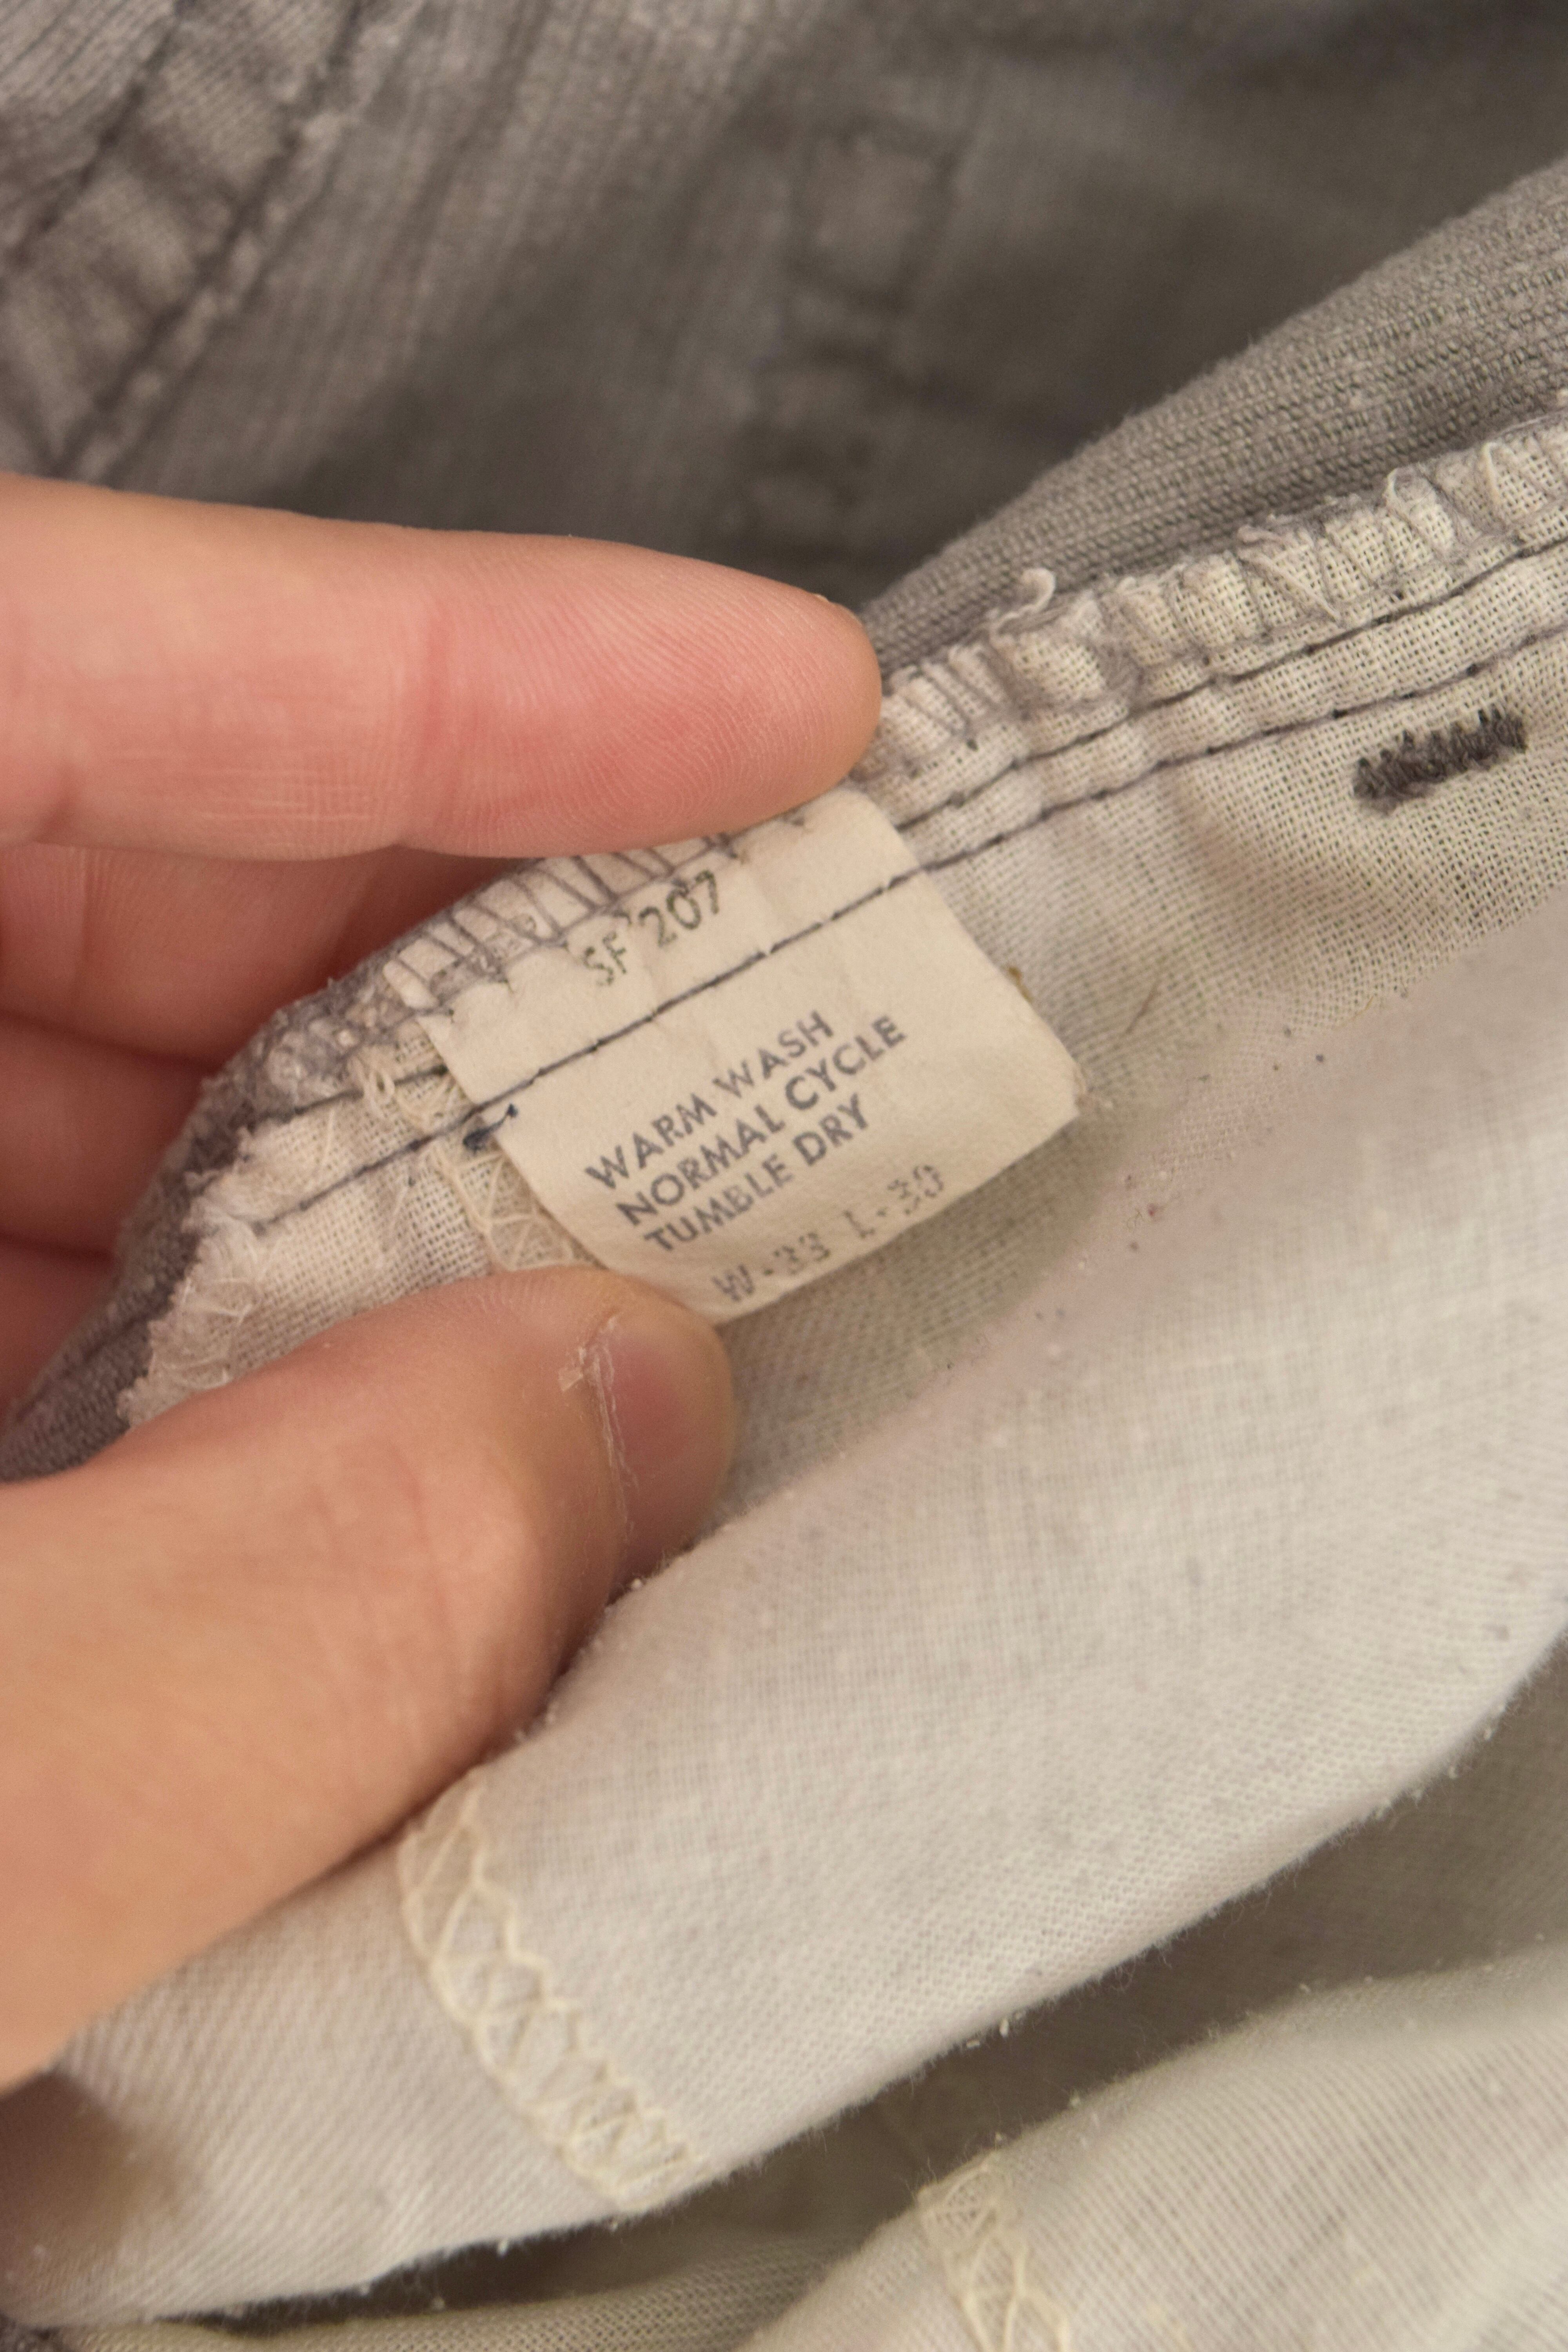 SF 207
WARM WASH
NORMAL CYCLE
TUMBLE DRY
W-33 L-30